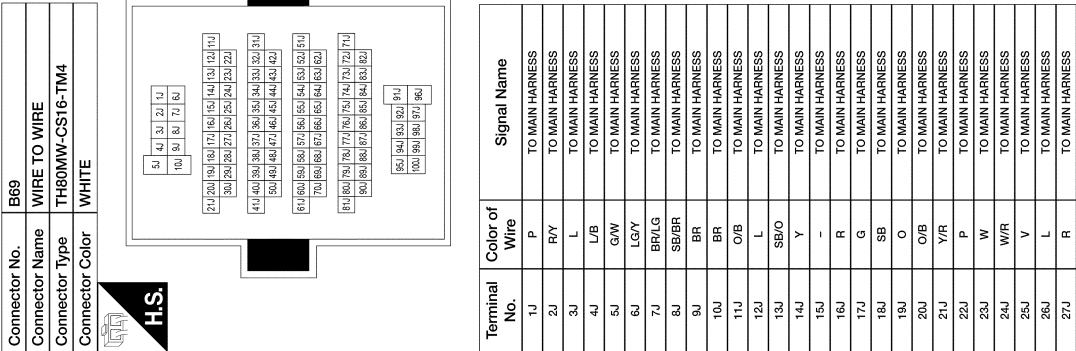 Connector No. B69
Connector Name WIRE TO WIRE
Connector Type TH80MW-CS16-TM4
Connector Color WHITE
H.S.
5J 4J 3J 2J 1J
10J 9J 8J 7J 6J
21J 20J 19J 18J 17J 16J 15J 14J 13J 12J 11J
30J 29J 28J 27J 26J 25J 24J 23J 22J
41J 40J 39J 38J 37J 36J 35J 34J 33J 32J 31J
50J 49J 48J 47J 46J 45J 44J 43J 42J
61J 60J 59J 58J 57J 56J 55J 54J 53J 52J 51J
70J 69J 68J 67J 66J 65J 64J 63J 62J
81J 80J 79J 78J 77J 76J 75J 74J 73J 72J 71J
90J 89J 88J 87J 86J 85J 84J 83J 82J
95J 94J 93J 92J 91J
100J 99J 98J 97J 96J
Terminal No. Color of Wire Signal Name
1J P TO MAIN HARNESS
2J R/Y TO MAIN HARNESS
3J L TO MAIN HARNESS
4J L/B TO MAIN HARNESS
5J G/W TO MAIN HARNESS
6J LG/Y TO MAIN HARNESS
7J BR/LG TO MAIN HARNESS
8J SB/BR TO MAIN HARNESS
9J BR TO MAIN HARNESS
10J BR TO MAIN HARNESS
11J O/B TO MAIN HARNESS
12J L TO MAIN HARNESS
13J SB/O TO MAIN HARNESS
14J Y TO MAIN HARNESS
15J – TO MAIN HARNESS
16J R TO MAIN HARNESS
17J G TO MAIN HARNESS
18J SB TO MAIN HARNESS
19J O TO MAIN HARNESS
20J O/B TO MAIN HARNESS
21J Y/R TO MAIN HARNESS
22J P TO MAIN HARNESS
23J W TO MAIN HARNESS
24J W/R TO MAIN HARNESS
25J V TO MAIN HARNESS
26J L TO MAIN HARNESS
27J R TO MAIN HARNESS